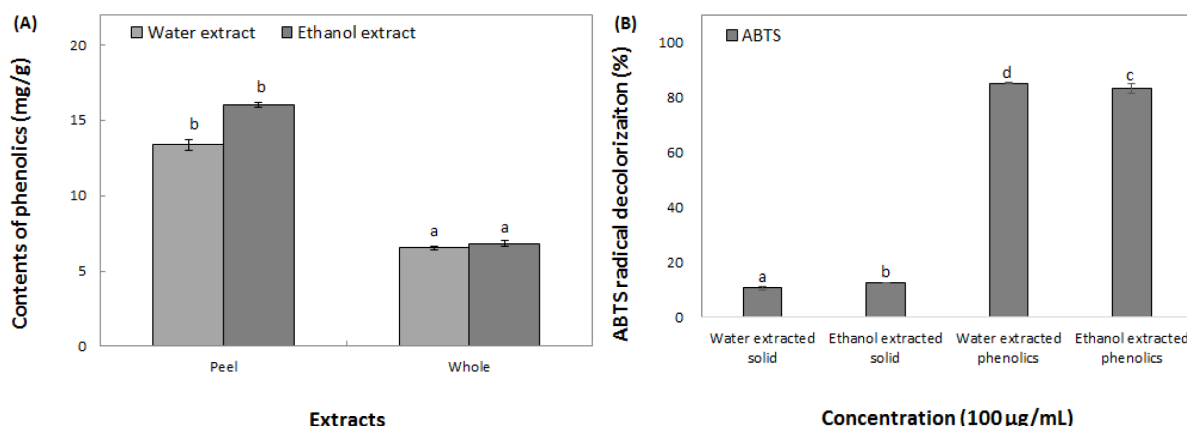 (A)
Water extract Ethanol extract
Contents of phenolics (mg/g)
20
15
10
5
0
b
b
a
a
Peel Whole
Extracts
(B)
ABTS
ABTS radical decolorizaiton (%)
100
80
60
40
20
0
a
b
d
c
Water extracted Ethanol extracted Water extracted Ethanol extracted
solid solid phenolics phenolics
Concentration (100 µg/mL)